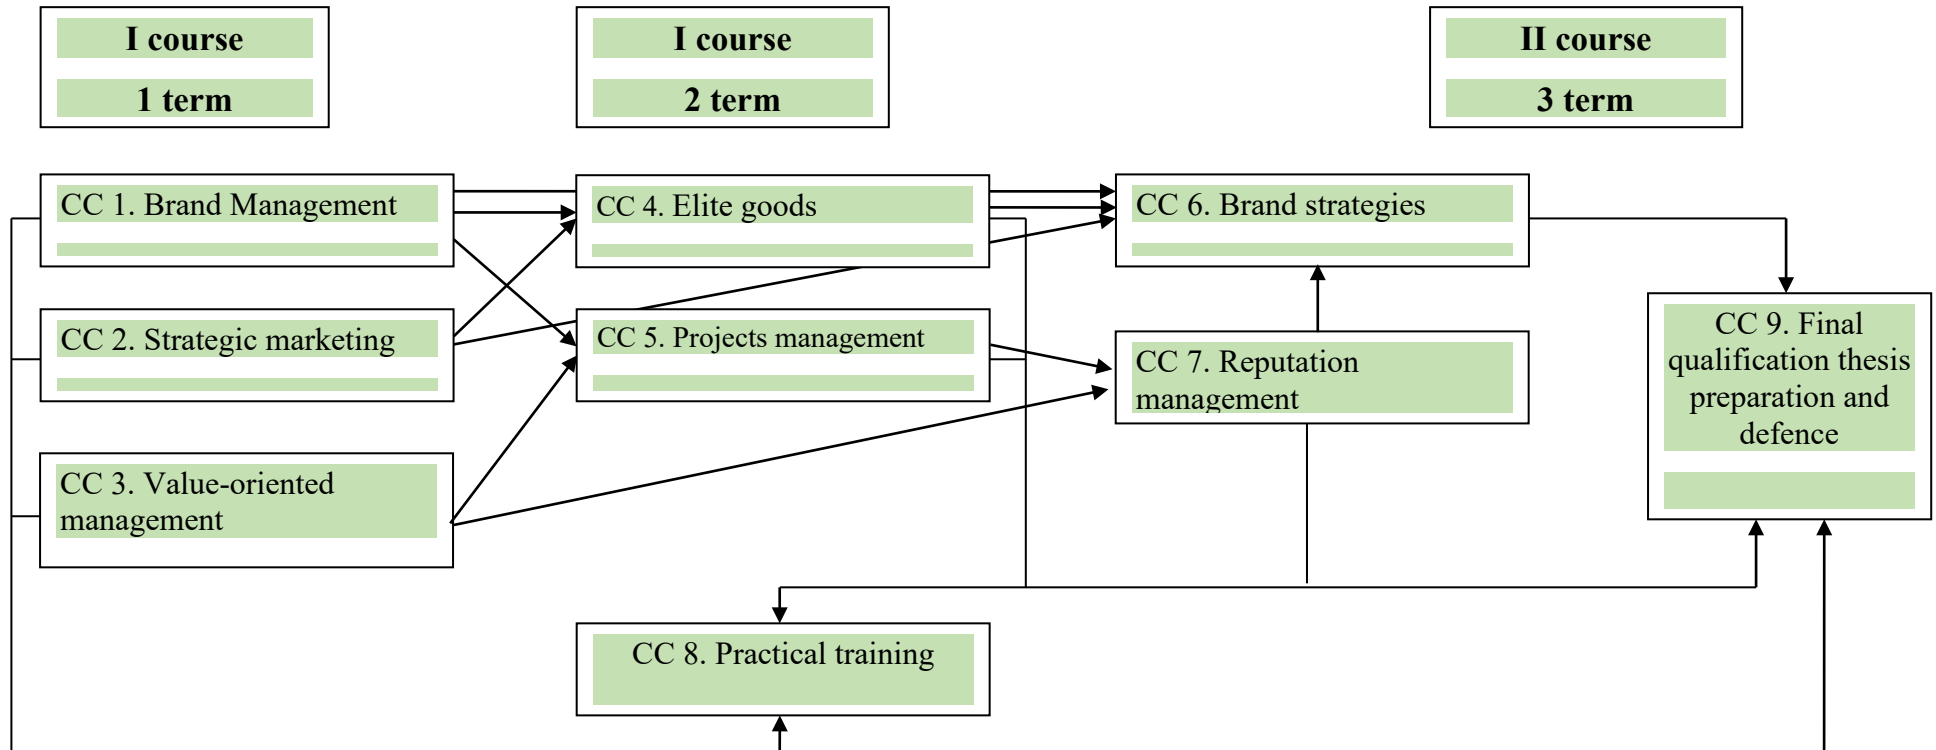 I course
1 term
I course
2 term
II course
3 term
CC 1. Brand Management
CC 4. Elite goods
CC 6. Brand strategies
CC 2. Strategic marketing
CC 5. Projects management
CC 7. Reputation
management
CC 9. Final
qualification thesis
preparation and
defence
CC 3. Value-oriented
management
CC 8. Practical training